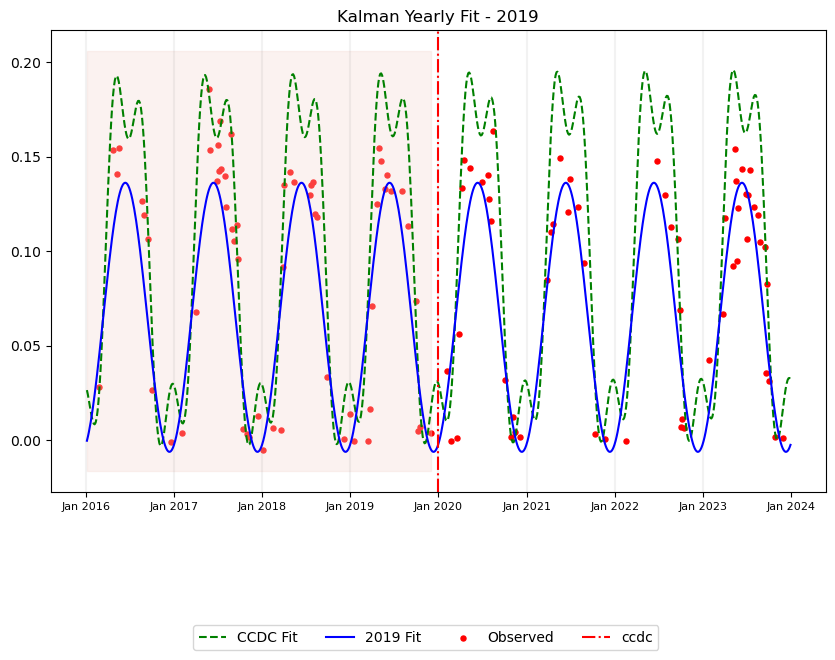 Kalman Yearly Fit - 2019
0.20
0.15
0.10
0.05
0.00
Jan 2016 Jan 2017 Jan 2018 Jan 2019 Jan 2020 Jan 2021 Jan 2022 Jan 2023 Jan 2024
CCDC Fit 2019 Fit Observed ccdc